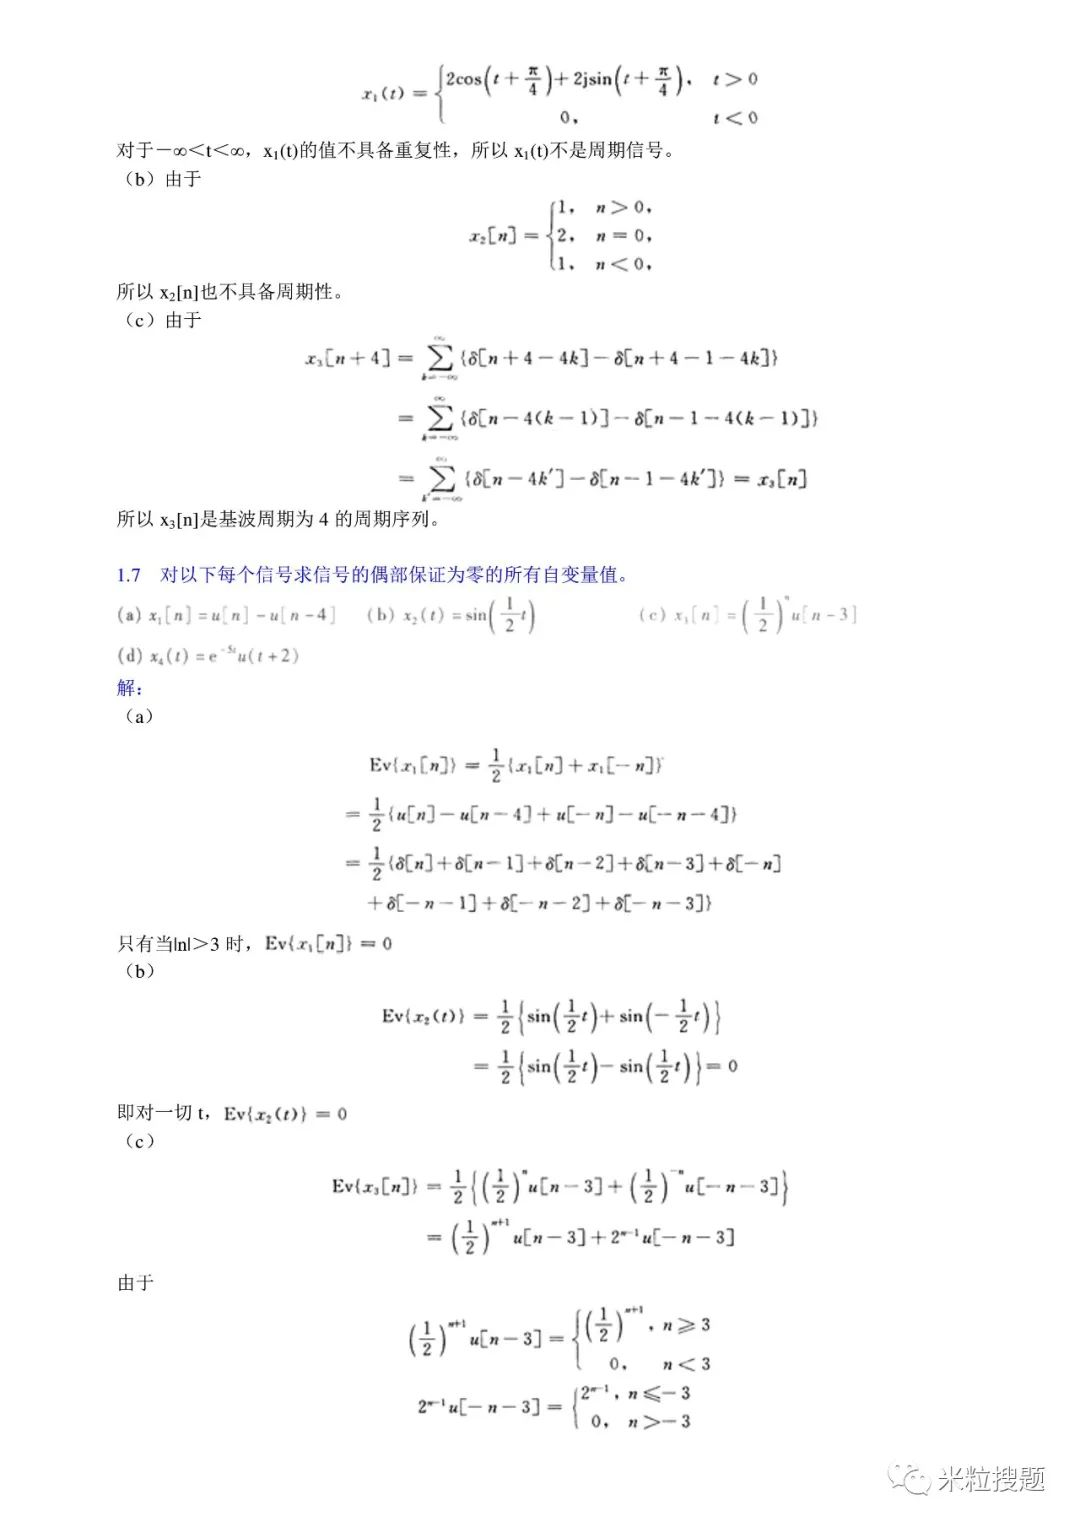 x₁(t) = {2cos(t + π/4) + 2jsin(t + π/4), t > 0
0, t < 0
对于－∞＜t＜∞，x₁(t)的值不具备重复性，所以 x₁(t)不是周期信号。
（b）由于
x₂[n] = {1, n > 0,
2, n = 0,
1, n < 0,
所以 x₂[n]也不具备周期性。
（c）由于
x₃[n + 4] = ∑_{k=-∞}^{∞} {δ[n + 4 - 4k] - δ[n + 4 - 1 - 4k]}
= ∑_{k=-∞}^{∞} {δ[n - 4(k - 1)] - δ[n - 1 - 4(k - 1)]}
= ∑_{k'=-∞}^{∞} {δ[n - 4k'] - δ[n - 1 - 4k']} = x₃[n]
所以 x₃[n]是基波周期为 4 的周期序列。
1.7 对以下每个信号求信号的偶部保证为零的所有自变量值。
(a) x₁[n] = u[n] - u[n - 4] (b) x₂(t) = sin(1/2 t) (c) x₃[n] = (1/2)ⁿ u[n - 3]
(d) x₄(t) = e^{-5t} u(t + 2)
解：
（a）
Ev{x₁[n]} = 1/2 {x₁[n] + x₁[- n]}
= 1/2 {u[n] - u[n - 4] + u[- n] - u[- n - 4]}
= 1/2 {δ[n] + δ[n - 1] + δ[n - 2] + δ[n - 3] + δ[- n]
+ δ[- n - 1] + δ[- n - 2] + δ[- n - 3]}
只有当|n|＞3 时，Ev{x₁[n]} = 0
（b）
Ev{x₂(t)} = 1/2 {sin(1/2 t) + sin(- 1/2 t)}
= 1/2 {sin(1/2 t) - sin(1/2 t)} = 0
即对一切 t，Ev{x₂(t)} = 0
（c）
Ev{x₃[n]} = 1/2 {(1/2)ⁿ u[n - 3] + (1/2)⁻ⁿ u[- n - 3]}
= (1/2)ⁿ⁺¹ u[n - 3] + 2ⁿ⁻¹ u[- n - 3]
由于
(1/2)ⁿ⁺¹ u[n - 3] = {(1/2)ⁿ⁺¹, n ⩾ 3
0, n < 3
2ⁿ⁻¹ u[- n - 3] = {2ⁿ⁻¹, n ⩽ - 3
0, n > - 3
米粒搜题